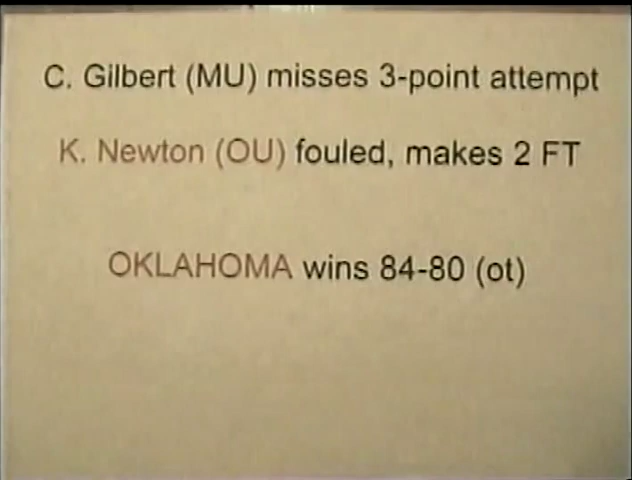 C. Gilbert (MU) misses 3-point attempt
K. Newton (OU) fouled, makes 2 FT
OKLAHOMA wins 84-80 (ot)